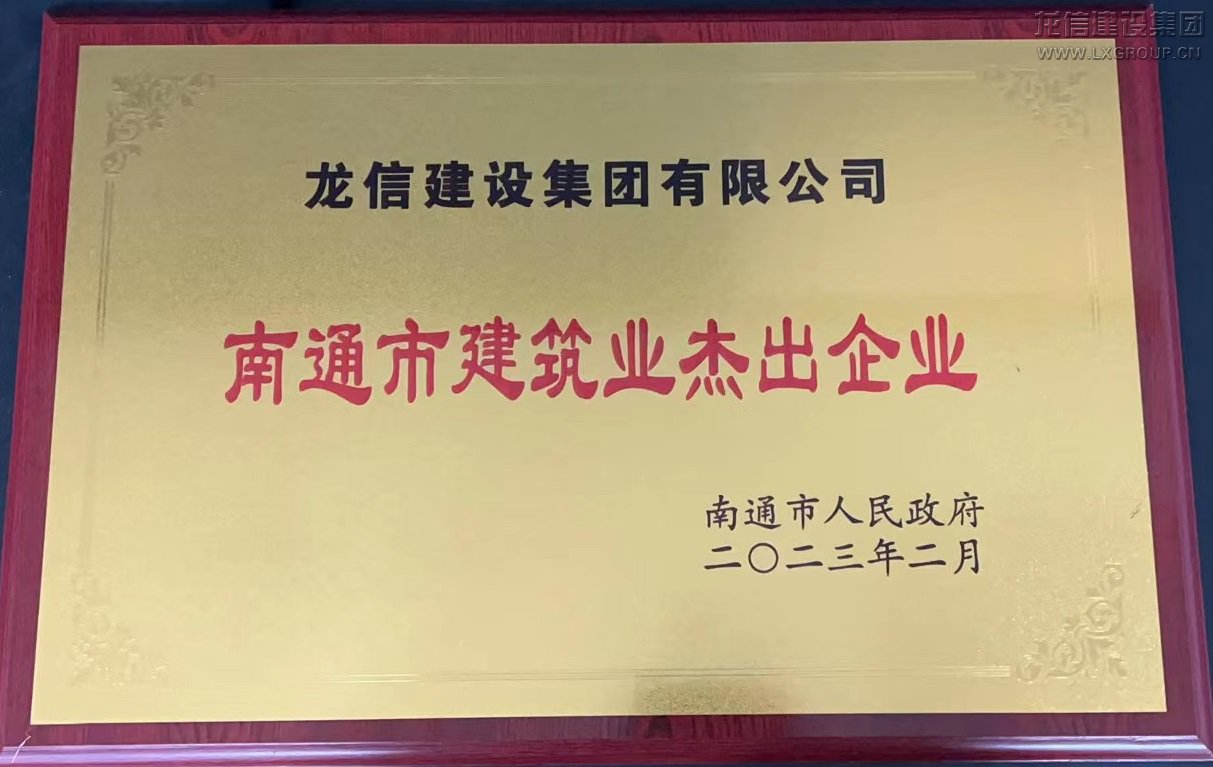 龙信建设集团
WWW.LXGROUP.CN
龙信建设集团有限公司
南通市建筑业杰出企业
南通市人民政府
二〇二三年二月